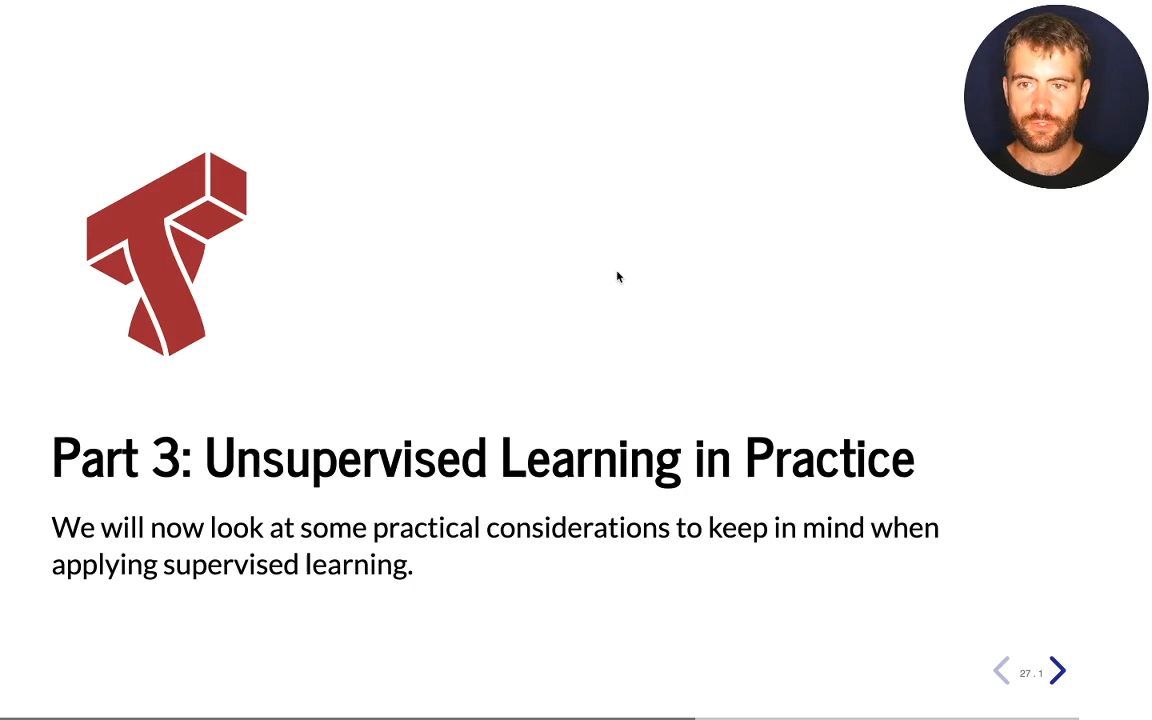 Part 3: Unsupervised Learning in Practice
We will now look at some practical considerations to keep in mind when
applying supervised learning.
27 . 1